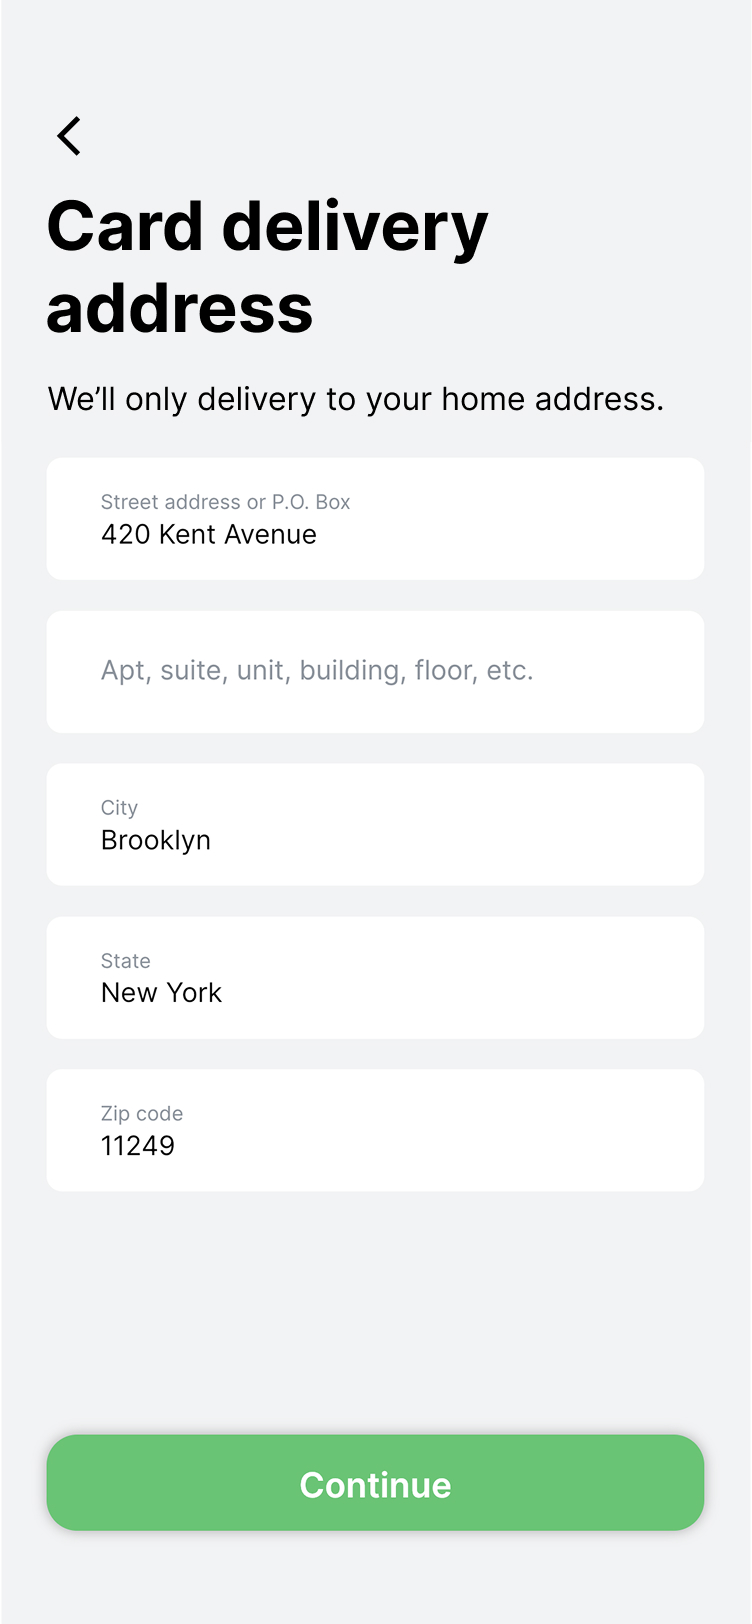 Card delivery
address
We’ll only delivery to your home address.
Street address or P.O. Box
420 Kent Avenue
Apt, suite, unit, building, floor, etc.
City
Brooklyn
State
New York
Zip code
11249
Continue